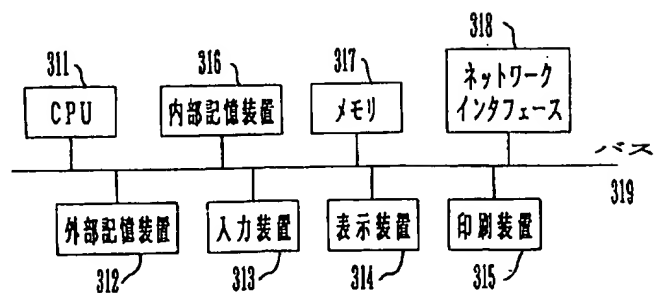 311
CPU
316
内部記憶装置
317
メモリ
318
ネットワーク
インタフェース
バス
319
外部記憶装置
312
入力装置
313
表示装置
314
印刷装置
315